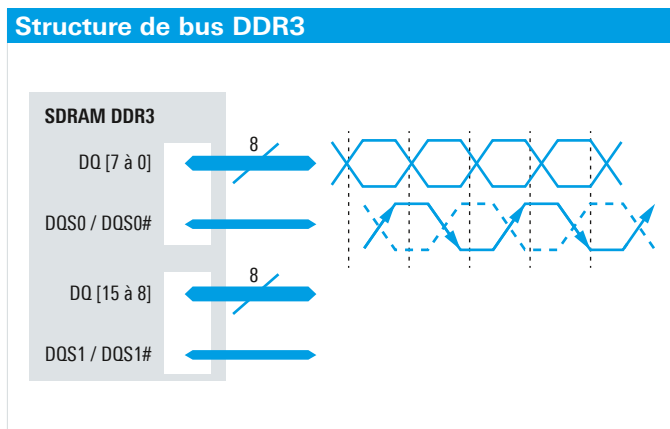 Structure de bus DDR3
SDRAM DDR3
DQ [7 à 0]
8
DQS0 / DQS0#
DQ [15 à 8]
8
DQS1 / DQS1#